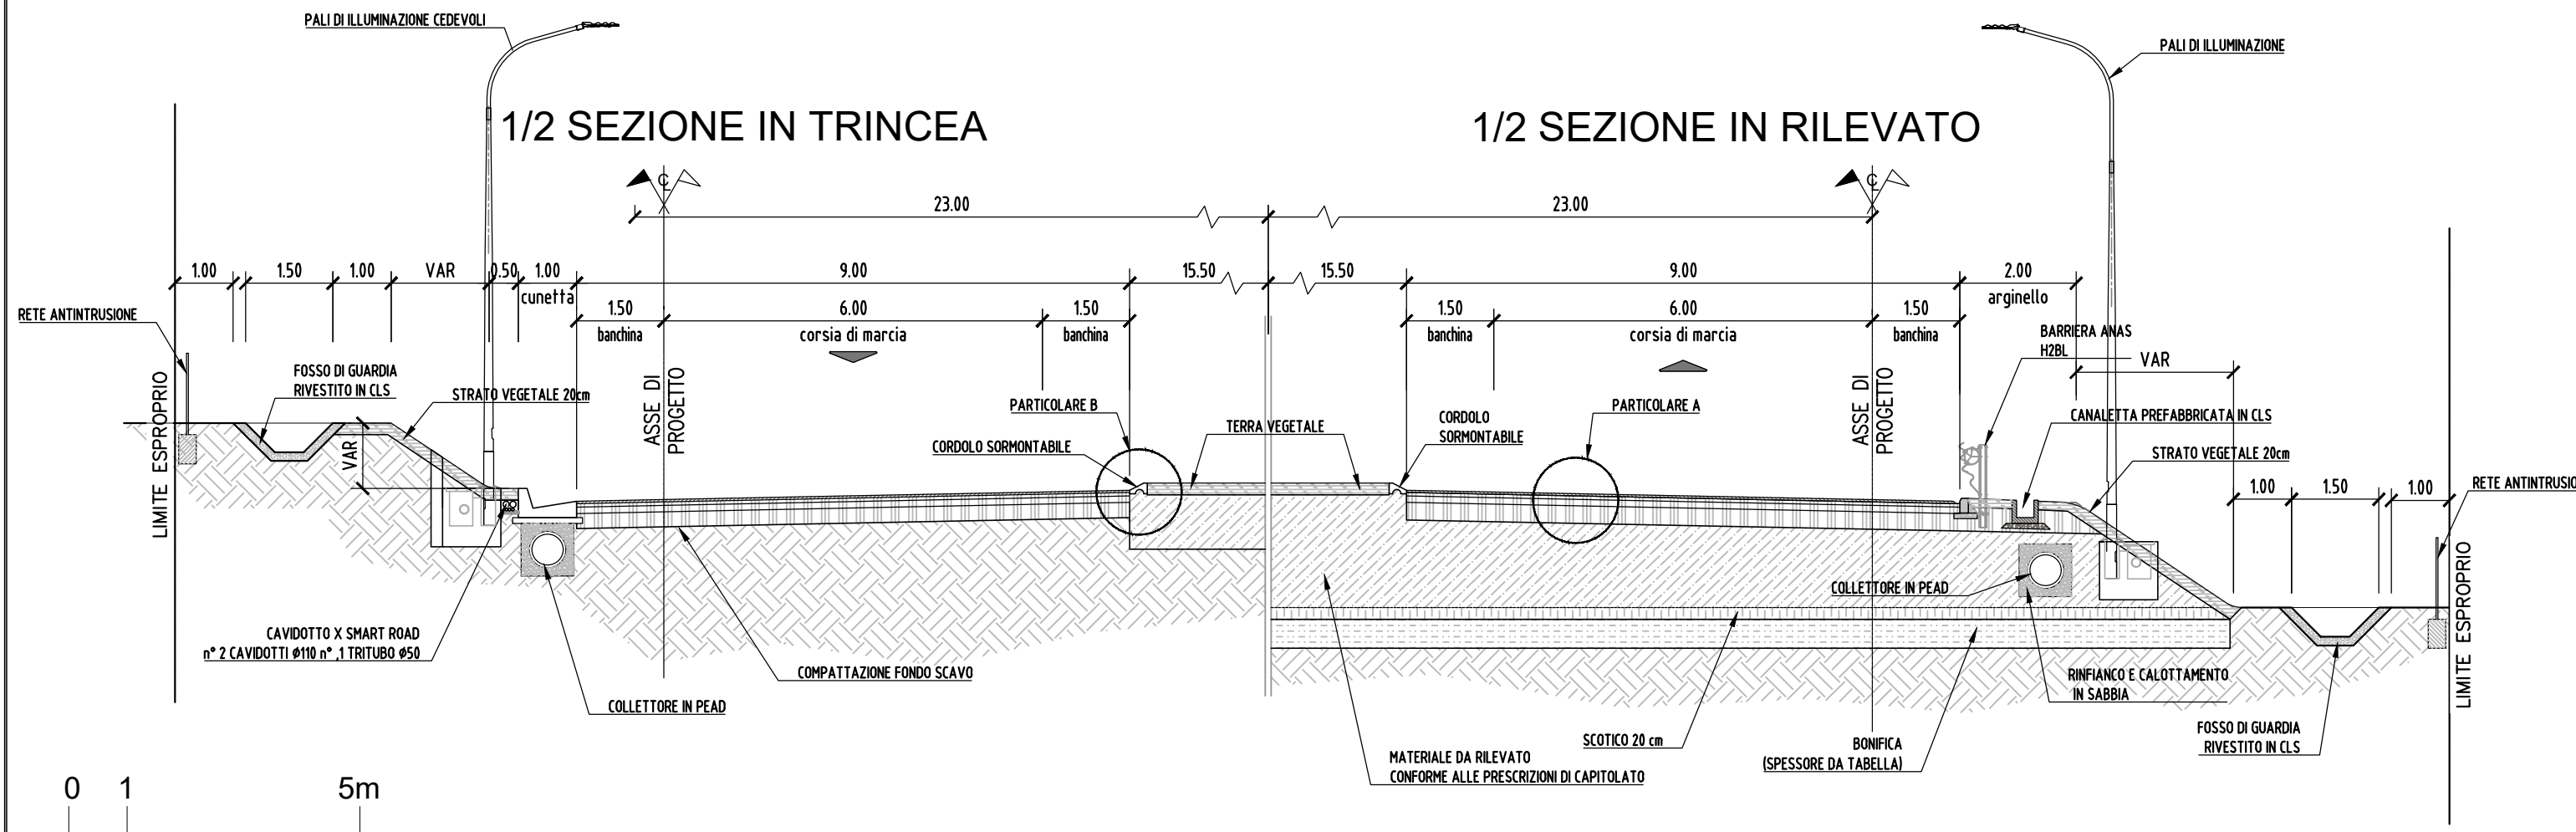 PALI DI ILLUMINAZIONE CEDEVOLI
PALI DI ILLUMINAZIONE
1/2 SEZIONE IN TRINCEA
1/2 SEZIONE IN RILEVATO
℄
℄
23.00
23.00
1.00
1.50
1.00
VAR
0.50
1.00
9.00
15.50
15.50
9.00
2.00
cunetta
arginello
1.50
6.00
1.50
1.50
6.00
1.50
banchina
corsia di marcia
banchina
banchina
corsia di marcia
banchina
RETE ANTINTRUSIONE
BARRIERA ANAS
H2BL
VAR
FOSSO DI GUARDIA
RIVESTITO IN CLS
STRATO VEGETALE 20cm
LIMITE ESPROPRIO
VAR
ASSE DI
PROGETTO
PARTICOLARE B
CORDOLO SORMONTABILE
TERRA VEGETALE
CORDOLO
SORMONTABILE
PARTICOLARE A
ASSE DI
PROGETTO
CANALETTA PREFABBRICATA IN CLS
STRATO VEGETALE 20cm
1.00
1.50
1.00
RETE ANTINTRUSIO
LIMITE ESPROPRIO
COLLETTORE IN PEAD
CAVIDOTTO X SMART ROAD
n° 2 CAVIDOTTI Ø110 n° ,1 TRITUBO Ø50
COMPATTAZIONE FONDO SCAVO
COLLETTORE IN PEAD
RINFIANCO E CALOTTAMENTO
IN SABBIA
FOSSO DI GUARDIA
RIVESTITO IN CLS
SCOTICO 20 cm
BONIFICA
(SPESSORE DA TABELLA)
MATERIALE DA RILEVATO
CONFORME ALLE PRESCRIZIONI DI CAPITOLATO
0 1 5m